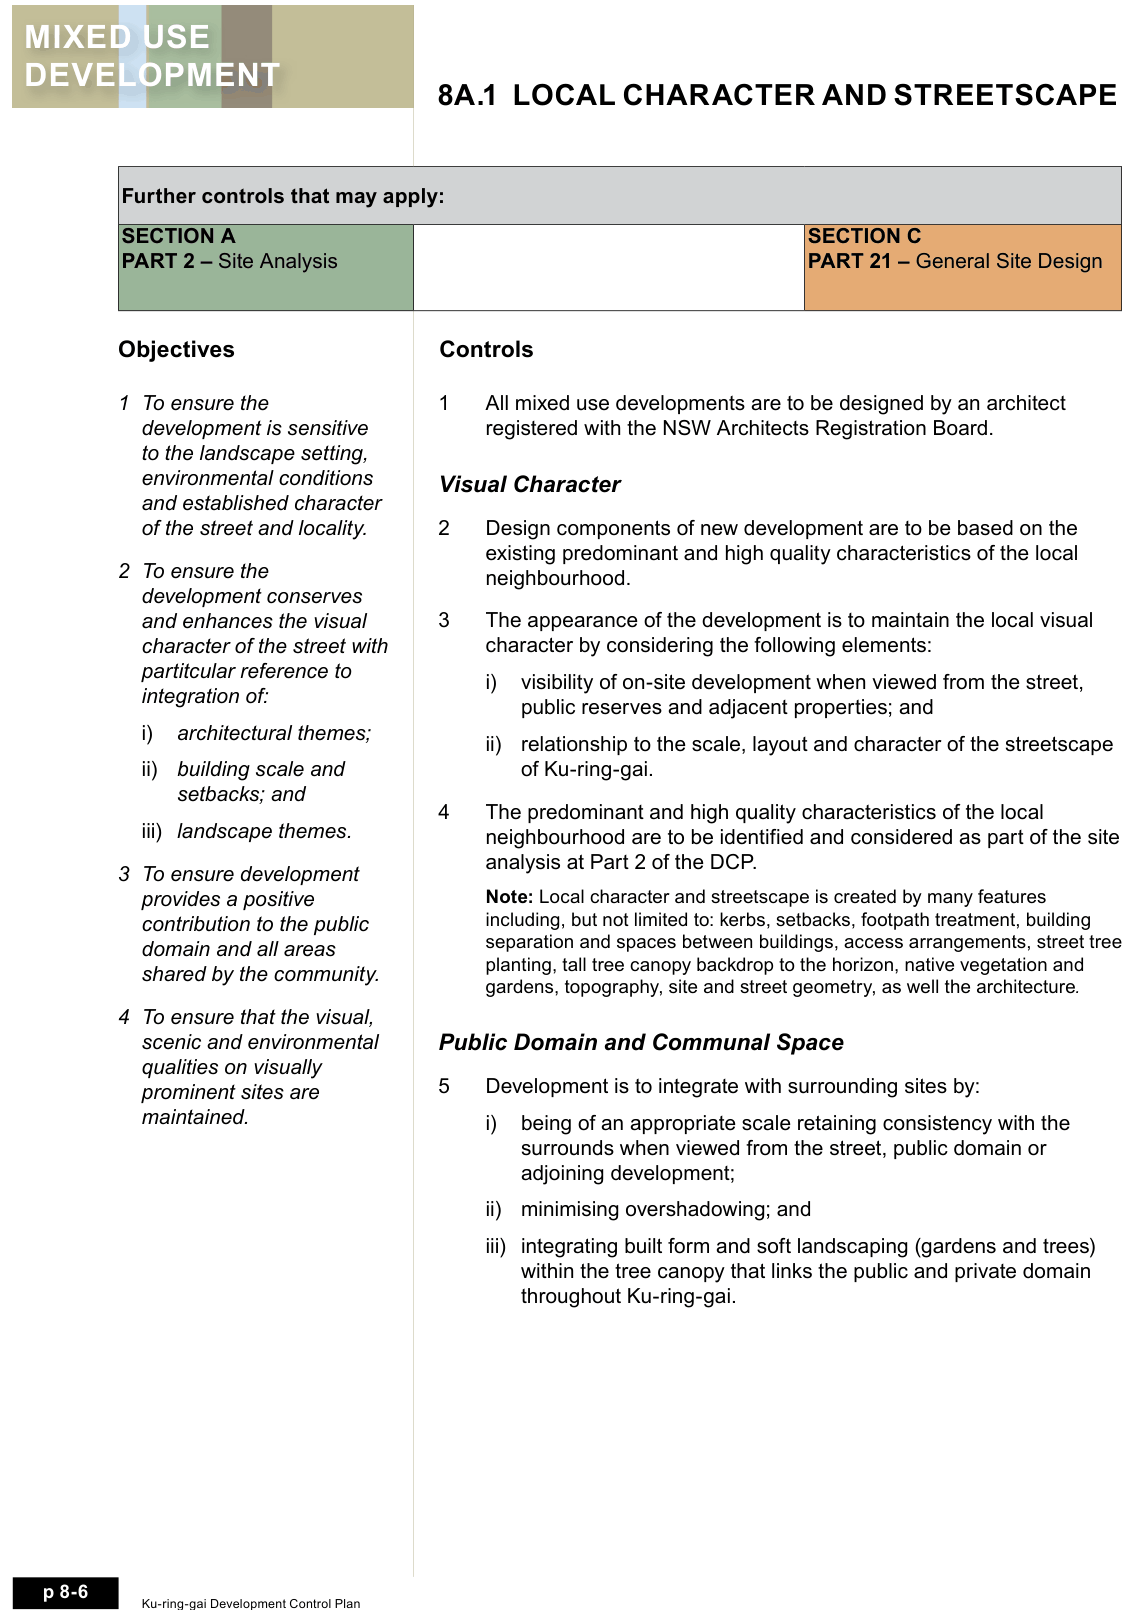 MIXED USE
DEVELOPMENT
8A.1 LOCAL CHARACTER AND STREETSCAPE
Further controls that may apply:
SECTION A
PART 2 – Site Analysis
SECTION C
PART 21 – General Site Design
Objectives
1 To ensure the
development is sensitive
to the landscape setting,
environmental conditions
and established character
of the street and locality.
2 To ensure the
development conserves
and enhances the visual
character of the street with
partitcular reference to
integration of:
i) architectural themes;
ii) building scale and
setbacks; and
iii) landscape themes.
3 To ensure development
provides a positive
contribution to the public
domain and all areas
shared by the community.
4 To ensure that the visual,
scenic and environmental
qualities on visually
prominent sites are
maintained.
Controls
1 All mixed use developments are to be designed by an architect
registered with the NSW Architects Registration Board.
Visual Character
2 Design components of new development are to be based on the
existing predominant and high quality characteristics of the local
neighbourhood.
3 The appearance of the development is to maintain the local visual
character by considering the following elements:
i) visibility of on-site development when viewed from the street,
public reserves and adjacent properties; and
ii) relationship to the scale, layout and character of the streetscape
of Ku-ring-gai.
4 The predominant and high quality characteristics of the local
neighbourhood are to be identified and considered as part of the site
analysis at Part 2 of the DCP.
Note: Local character and streetscape is created by many features
including, but not limited to: kerbs, setbacks, footpath treatment, building
separation and spaces between buildings, access arrangements, street tree
planting, tall tree canopy backdrop to the horizon, native vegetation and
gardens, topography, site and street geometry, as well the architecture.
Public Domain and Communal Space
5 Development is to integrate with surrounding sites by:
i) being of an appropriate scale retaining consistency with the
surrounds when viewed from the street, public domain or
adjoining development;
ii) minimising overshadowing; and
iii) integrating built form and soft landscaping (gardens and trees)
within the tree canopy that links the public and private domain
throughout Ku-ring-gai.
p 8-6
Ku-ring-gai Development Control Plan